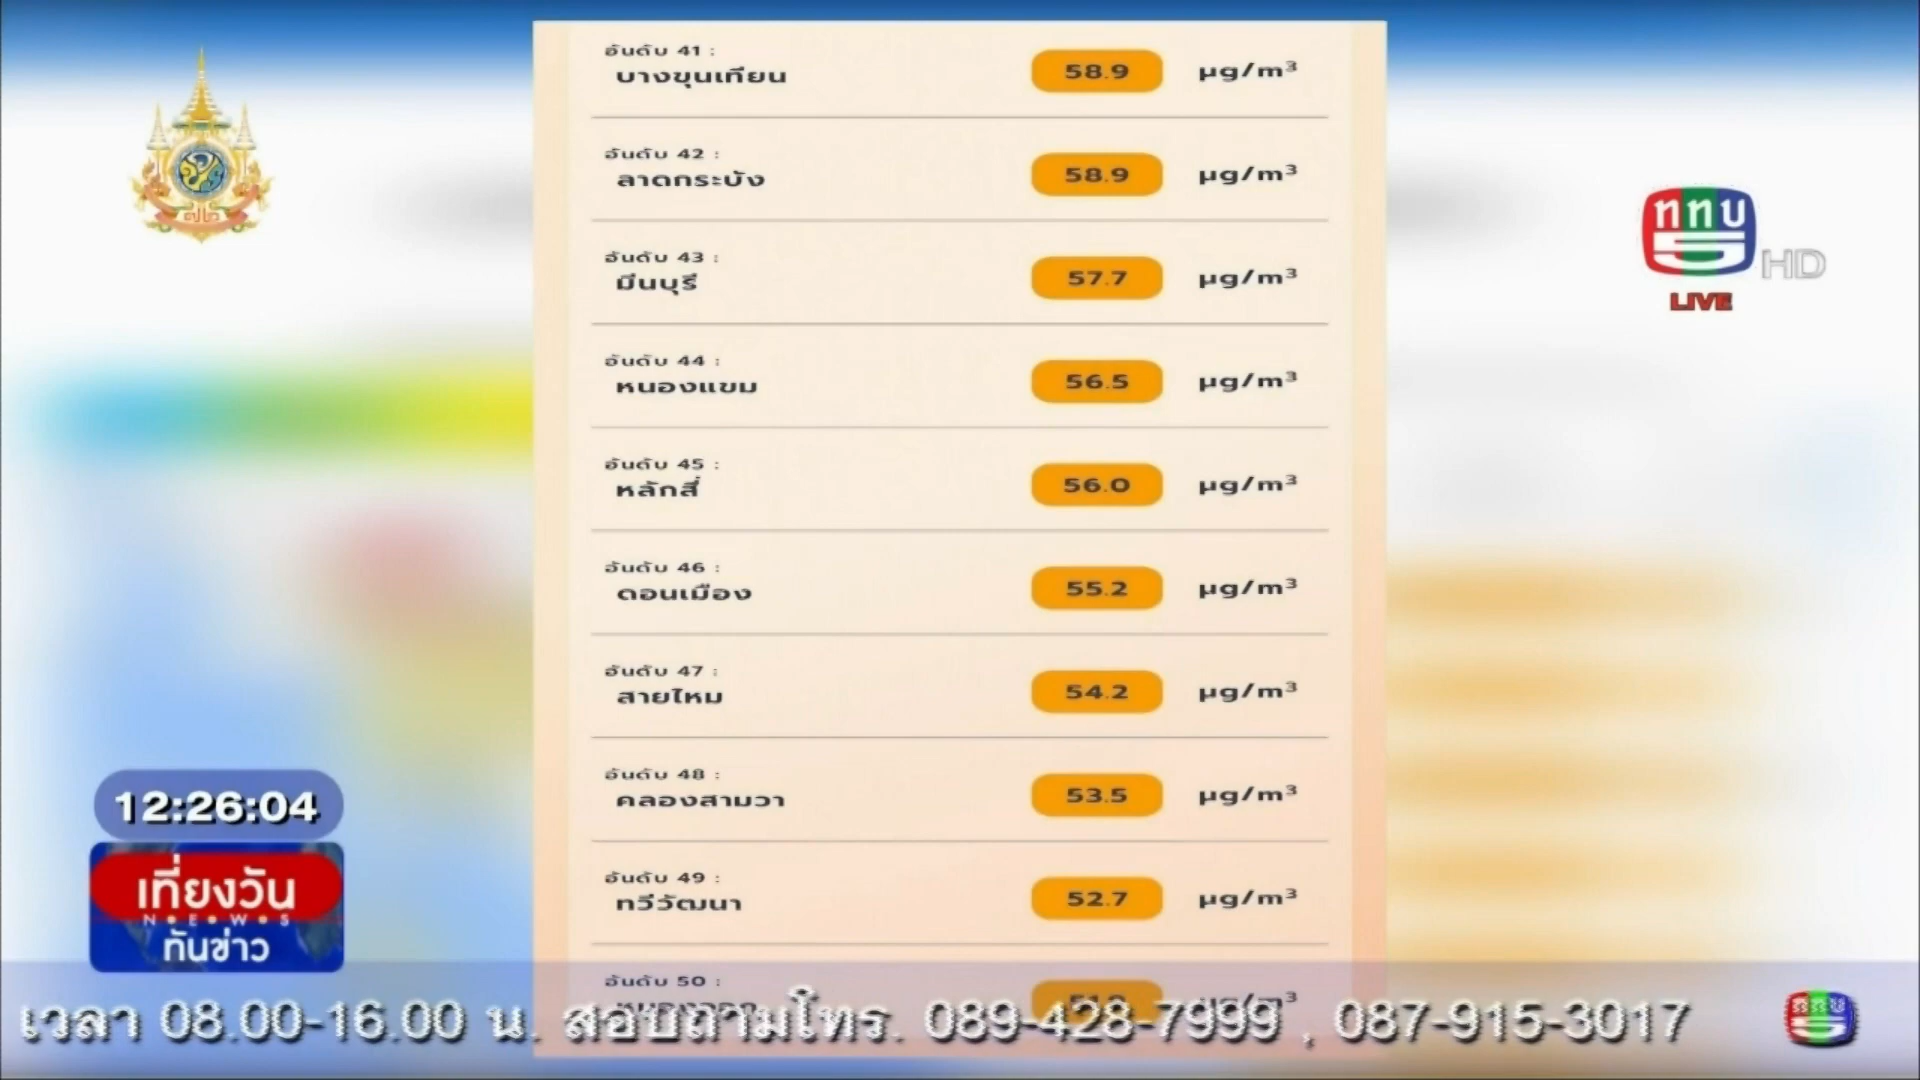 อันดับ 41 :
บางขุนเทียน
58.9 µg/m³
อันดับ 42 :
ลาดกระบัง
58.9 µg/m³
อันดับ 43 :
มีนบุรี
57.7 µg/m³
อันดับ 44 :
หนองแขม
56.5 µg/m³
อันดับ 45 :
หลักสี่
56.0 µg/m³
อันดับ 46 :
ดอนเมือง
55.2 µg/m³
อันดับ 47 :
สายไหม
54.2 µg/m³
อันดับ 48 :
คลองสามวา
53.5 µg/m³
อันดับ 49 :
ทวีวัฒนา
52.7 µg/m³
อันดับ 50 :
µg/m³
ททบ
5 HD
LIVE
12:26:04
เที่ยงวัน
NEWS
ทันข่าว
เวลา 08.00-16.00 น. สอบถามโทร. 089-428-7999 , 087-915-3017
ททบ
5